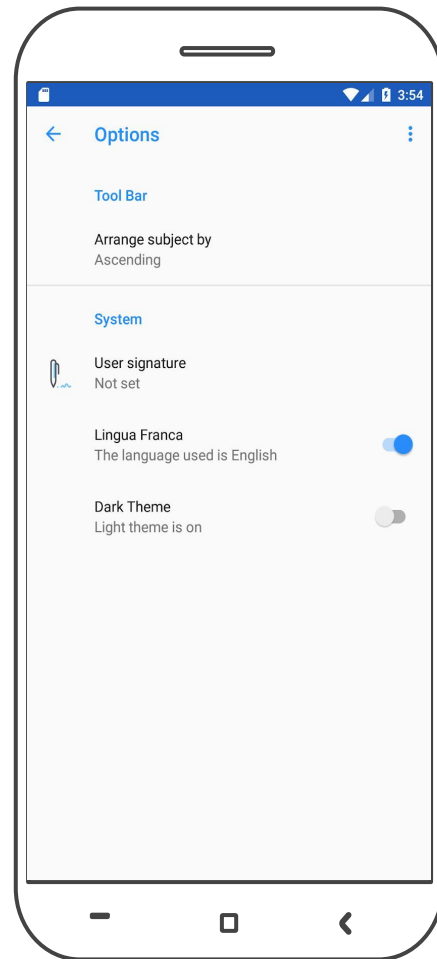 3:54
Options
Tool Bar
Arrange subject by
Ascending
System
User signature
Not set
Lingua Franca
The language used is English
Dark Theme
Light theme is on